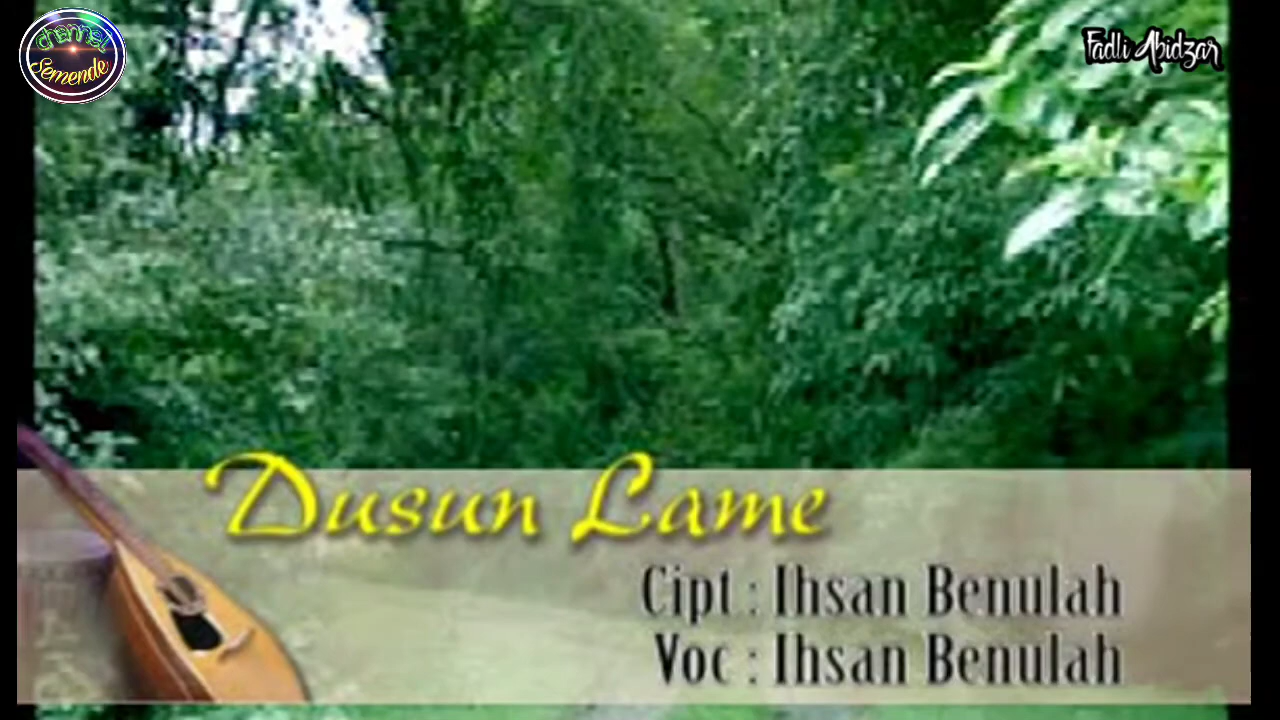 channel
Semende
Fadli Abidzar
Dusun Lame
Cipt : Ihsan Benulah
Voc : Ihsan Benulah